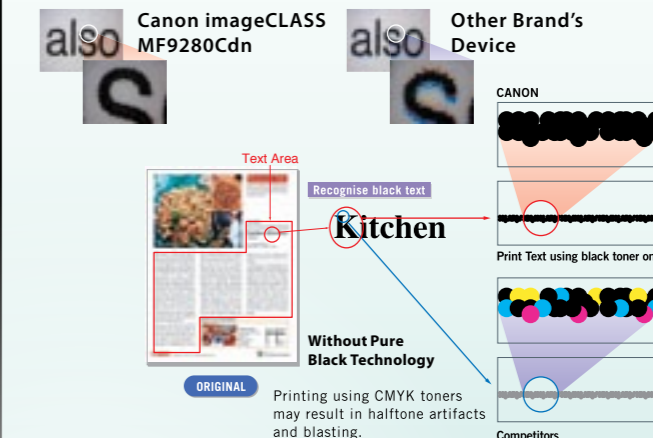 Canon imageCLASS
MF9280Cdn
also
S
Other Brand's
Device
also
S
CANON
Text Area
Recognise black text
Kitchen
Print Text using black toner on
Without Pure
Black Technology
ORIGINAL
Printing using CMYK toners
may result in halftone artifacts
and blasting.
Competitors